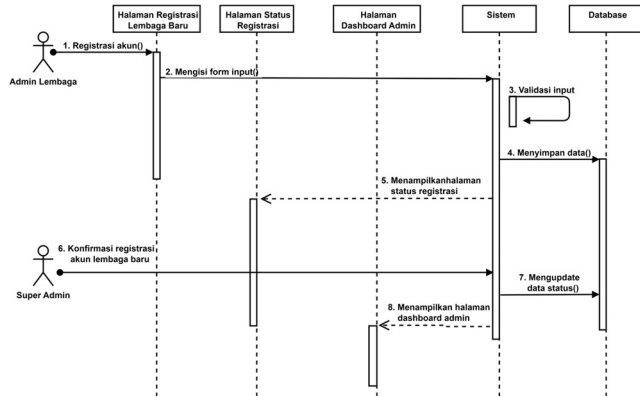 Halaman Registrasi
Lembaga Baru
Halaman Status
Registrasi
Halaman
Dashboard Admin
Sistem
Database
1. Registrasi akun()
Admin Lembaga
2. Mengisi form input()
3. Validasi input
4. Menyimpan data()
5. Menampilkanhalaman
status registrasi
6. Konfirmasi registrasi
akun lembaga baru
Super Admin
7. Mengupdate
data status()
8. Menampilkan halaman
dashboard admin